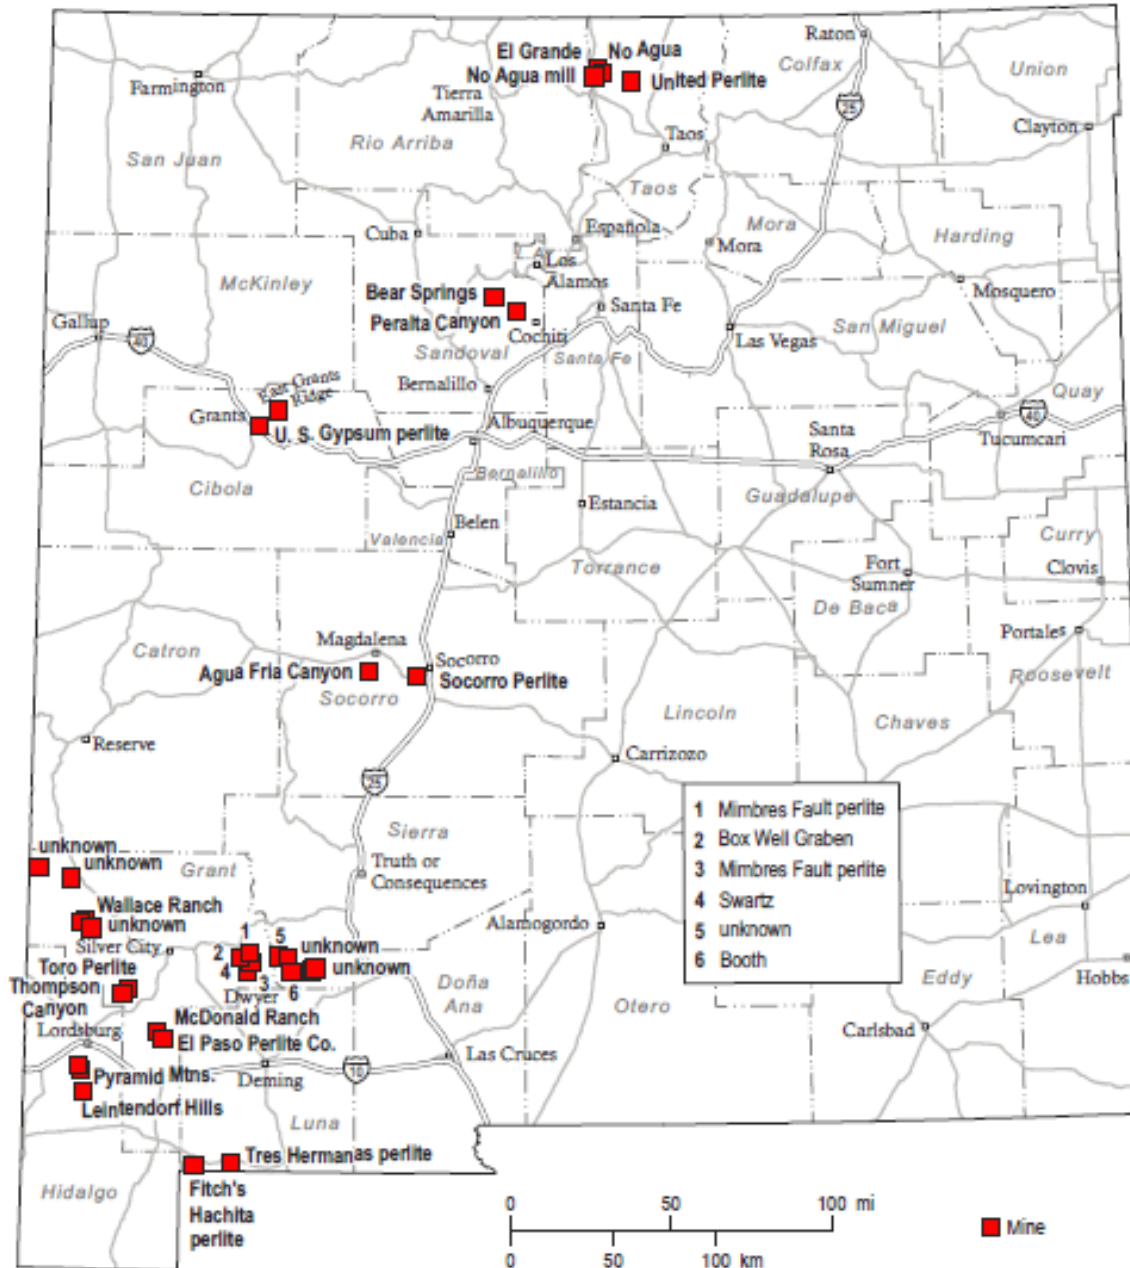 El Grande
No Agua
No Agua mill
United Perlite
Raton
Colfax
Union
Farmington
Tierra
Amarilla
Clayton
25
Rio Arriba
Taos
San Juan
Taos
Española
Mora
Cuba
Mora
Harding
Los
Alamos
McKinley
Bear Springs
Mosquero
Santa Fe
Peralta Canyon
Gallup
Cochiti
San Miguel
Las Vegas
40
Sandoval
Santa Fe
East Grants
Ridge
Bernalillo
Quay
Grants
40
U. S. Gypsum perlite
Albuquerque
Santa
Rosa
Tucumcari
Bernalillo
Cibola
Guadalupe
Estancia
Belen
Valencia
Curry
Torrance
Fort
Sumner
Clovis
De Baca
Magdalena
Portales
Catron
Socorro
Agua Fria Canyon
Socorro Perlite
Roosevelt
Socorro
Lincoln
Chaves
Reserve
Carrizozo
25
1 Mimbres Fault perlite
2 Box Well Graben
3 Mimbres Fault perlite
4 Swartz
5 unknown
6 Booth
Sierra
unknown
unknown
Grant
Truth or
Consequences
Lovington
Wallace Ranch
unknown
Alamogordo
Silver City
1
5
unknown
2
unknown
Lea
Toro Perlite
4
3
6
Thompson
Canyon
Dwyer
Doña
Ana
Eddy
Hobbs
Otero
McDonald Ranch
Lordsburg
El Paso Perlite Co.
Carlsbad
Las Cruces
Pyramid Mtns.
Deming
10
Leintendorf Hills
Luna
Tres Hermanas perlite
Hidalgo
Fitch's
Hachita
perlite
0 50 100 mi
Mine
0 50 100 km